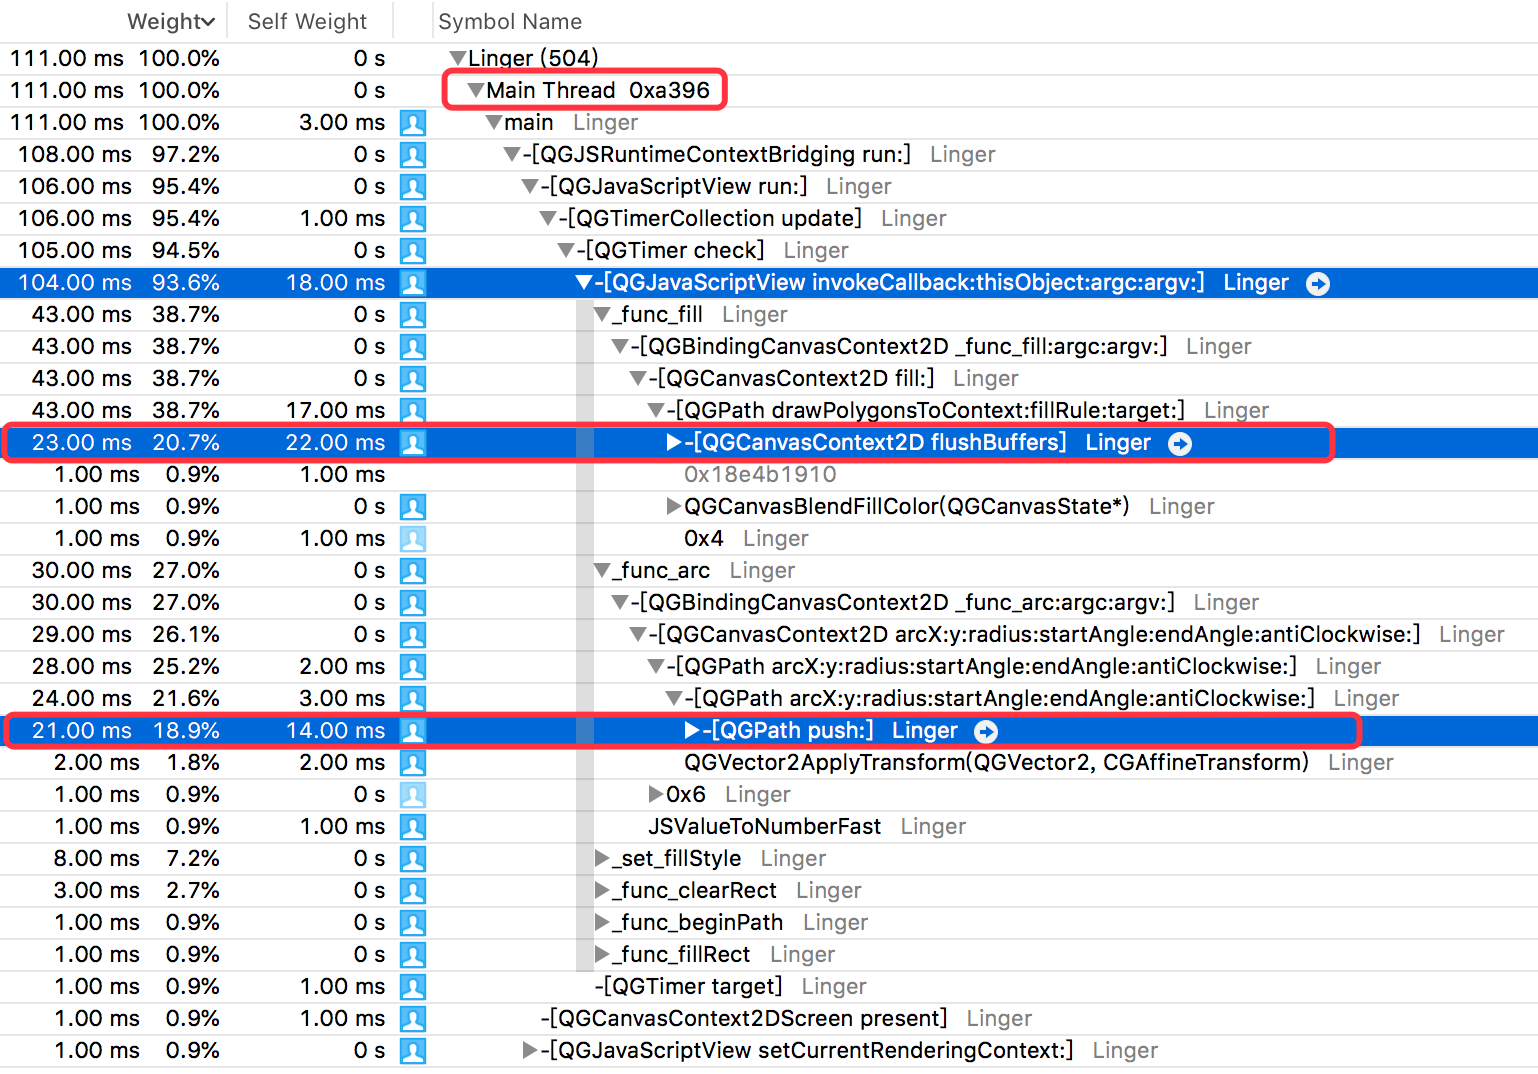 Weight Self Weight Symbol Name
111.00 ms 100.0% 0 s Linger (504)
111.00 ms 100.0% 0 s Main Thread 0xa396
111.00 ms 100.0% 3.00 ms main Linger
108.00 ms 97.2% 0 s -[QGJSRuntimeContextBridging run:] Linger
106.00 ms 95.4% 0 s -[QGJavaScriptView run:] Linger
106.00 ms 95.4% 1.00 ms -[QGTimerCollection update] Linger
105.00 ms 94.5% 0 s -[QGTimer check] Linger
104.00 ms 93.6% 18.00 ms -[QGJavaScriptView invokeCallback:thisObject:argc:argv:] Linger
43.00 ms 38.7% 0 s _func_fill Linger
43.00 ms 38.7% 0 s -[QGBindingCanvasContext2D _func_fill:argc:argv:] Linger
43.00 ms 38.7% 0 s -[QGCanvasContext2D fill:] Linger
43.00 ms 38.7% 17.00 ms -[QGPath drawPolygonsToContext:fillRule:target:] Linger
23.00 ms 20.7% 22.00 ms -[QGCanvasContext2D flushBuffers] Linger
1.00 ms 0.9% 1.00 ms 0x18e4b1910
1.00 ms 0.9% 0 s QGCanvasBlendFillColor(QGCanvasState*) Linger
1.00 ms 0.9% 1.00 ms 0x4 Linger
30.00 ms 27.0% 0 s _func_arc Linger
30.00 ms 27.0% 0 s -[QGBindingCanvasContext2D _func_arc:argc:argv:] Linger
29.00 ms 26.1% 0 s -[QGCanvasContext2D arcX:y:radius:startAngle:endAngle:antiClockwise:] Linger
28.00 ms 25.2% 2.00 ms -[QGPath arcX:y:radius:startAngle:endAngle:antiClockwise:] Linger
24.00 ms 21.6% 3.00 ms -[QGPath arcX:y:radius:startAngle:endAngle:antiClockwise:] Linger
21.00 ms 18.9% 14.00 ms -[QGPath push:] Linger
2.00 ms 1.8% 2.00 ms QGVector2ApplyTransform(QGVector2, CGAffineTransform) Linger
1.00 ms 0.9% 0 s 0x6 Linger
1.00 ms 0.9% 1.00 ms JSValueToNumberFast Linger
8.00 ms 7.2% 0 s _set_fillStyle Linger
3.00 ms 2.7% 0 s _func_clearRect Linger
1.00 ms 0.9% 0 s _func_beginPath Linger
1.00 ms 0.9% 0 s _func_fillRect Linger
1.00 ms 0.9% 1.00 ms -[QGTimer target] Linger
1.00 ms 0.9% 1.00 ms -[QGCanvasContext2DScreen present] Linger
1.00 ms 0.9% 0 s -[QGJavaScriptView setCurrentRenderingContext:] Linger